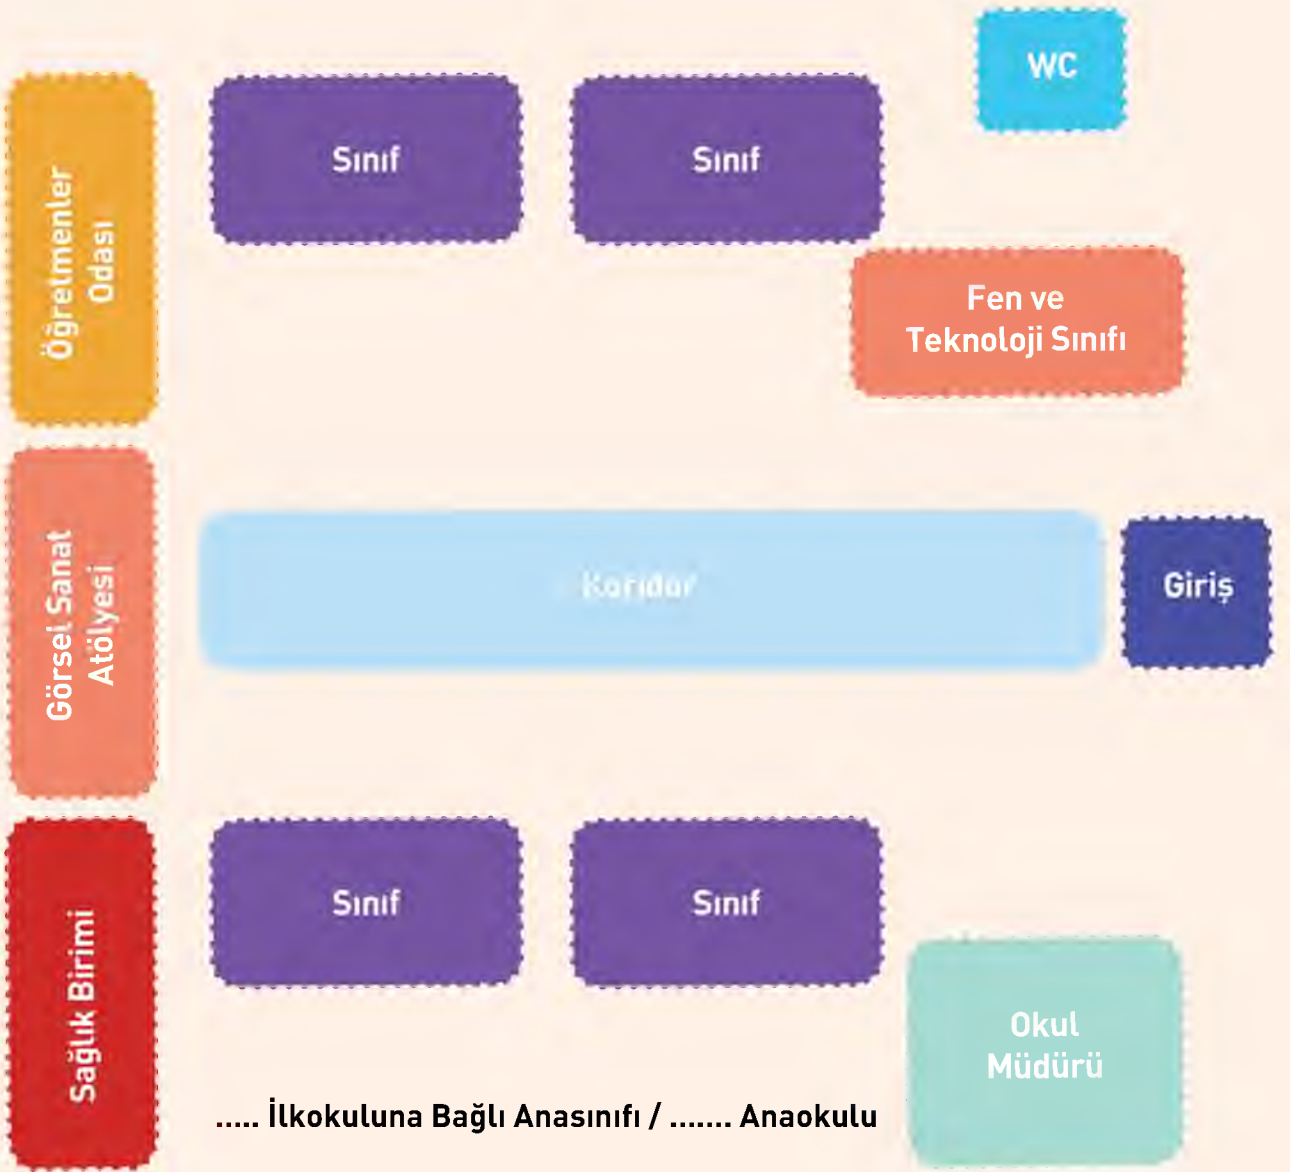 WC
Öğretmenler
Odası
Sınıf
Sınıf
Fen ve
Teknoloji Sınıfı
Görsel Sanat
Atölyesi
Koridor
Giriş
Sağlık Birimi
Sınıf
Sınıf
Okul
Müdürü
..... İlkokuluna Bağlı Anasınıfı / ....... Anaokulu